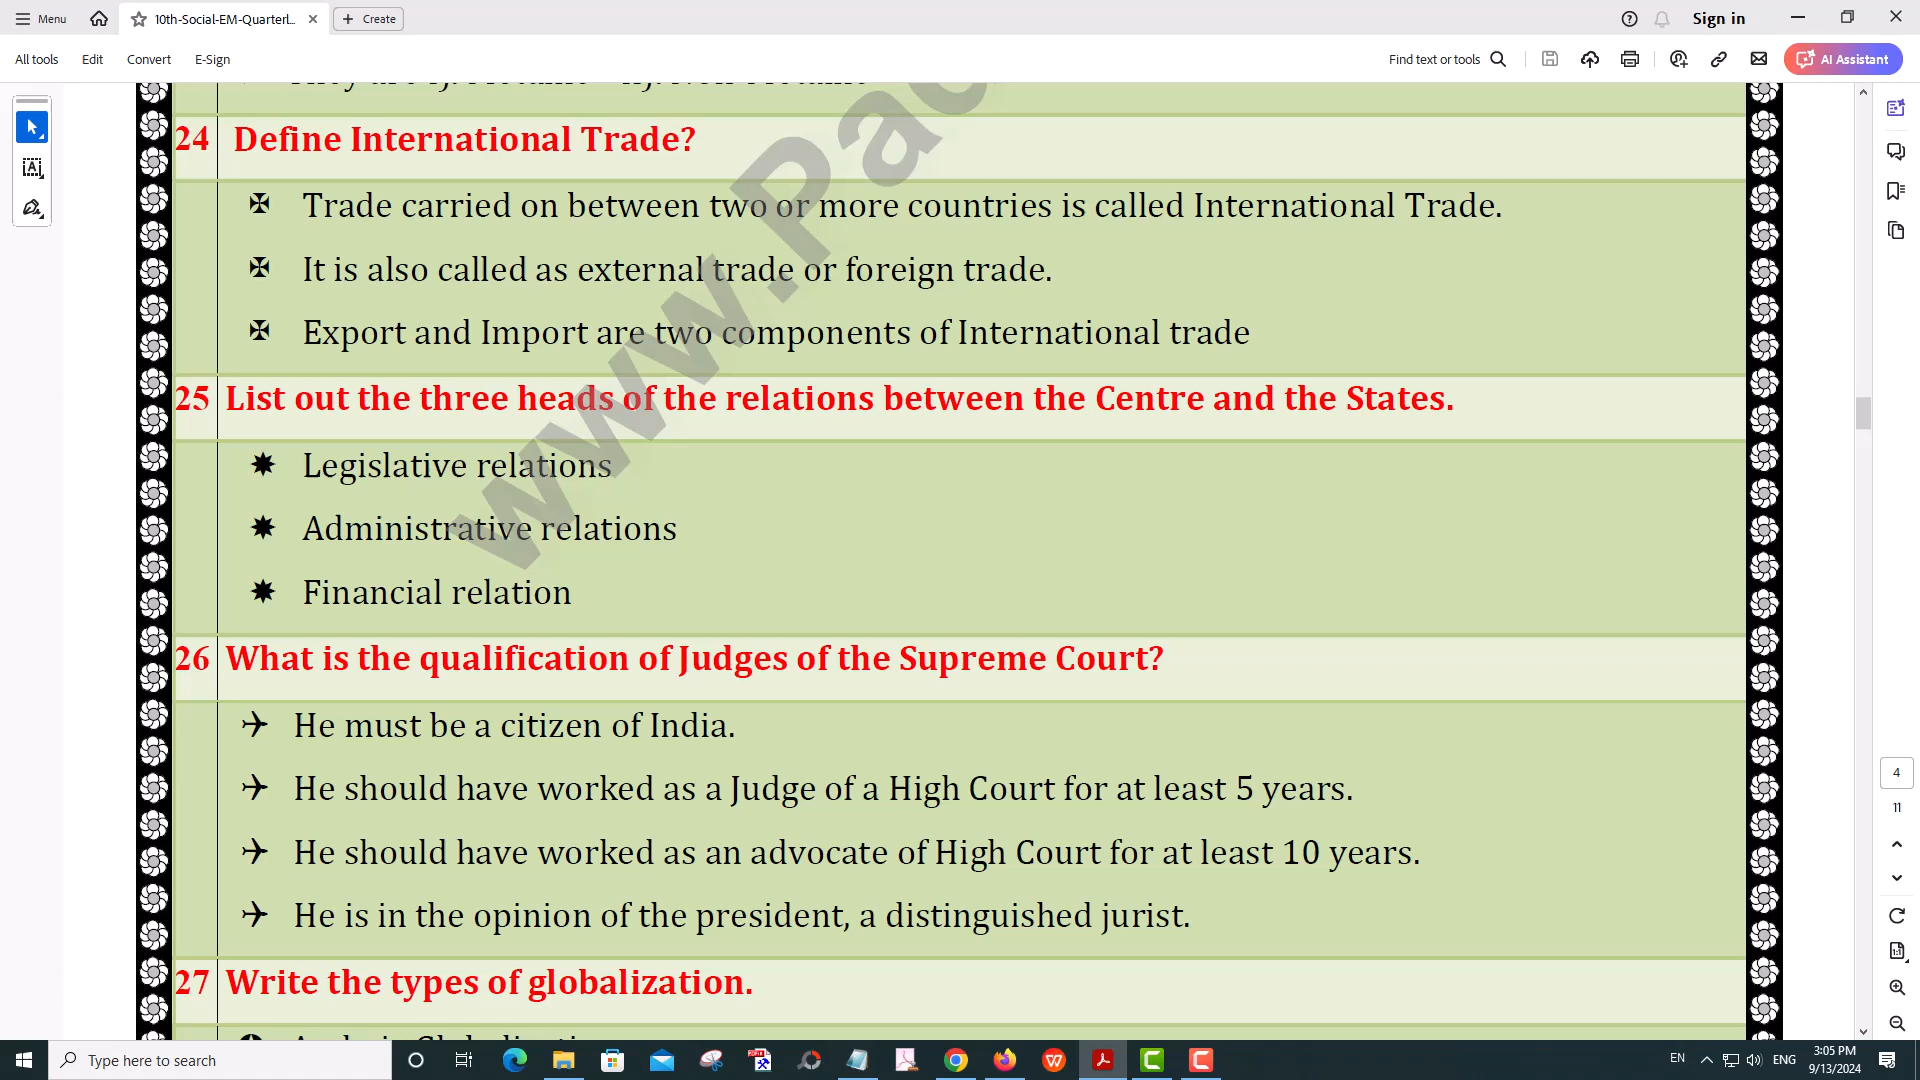 Menu
10th-Social-EM-Quarterl...
Create
Sign in
All tools
Edit
Convert
E-Sign
Find text or tools
AI Assistant
24 Define International Trade?
Trade carried on between two or more countries is called International Trade.
It is also called as external trade or foreign trade.
Export and Import are two components of International trade
25 List out the three heads of the relations between the Centre and the States.
Legislative relations
Administrative relations
Financial relation
26 What is the qualification of Judges of the Supreme Court?
He must be a citizen of India.
He should have worked as a Judge of a High Court for at least 5 years.
He should have worked as an advocate of High Court for at least 10 years.
He is in the opinion of the president, a distinguished jurist.
27 Write the types of globalization.
www.Pad
4
11
Type here to search
EN
ENG
3:05 PM
9/13/2024